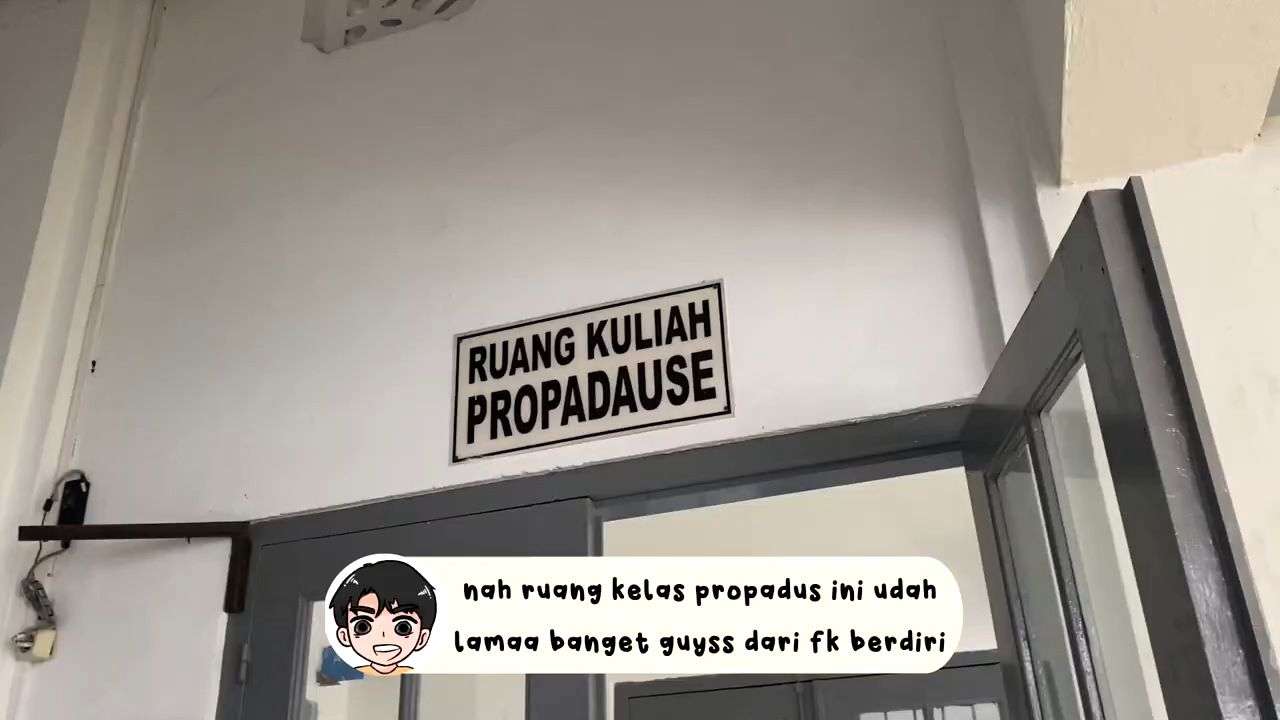 RUANG KULIAH
PROPADAUSE
nah ruang kelas propadus ini udah
lamaa banget guyss dari fk berdiri